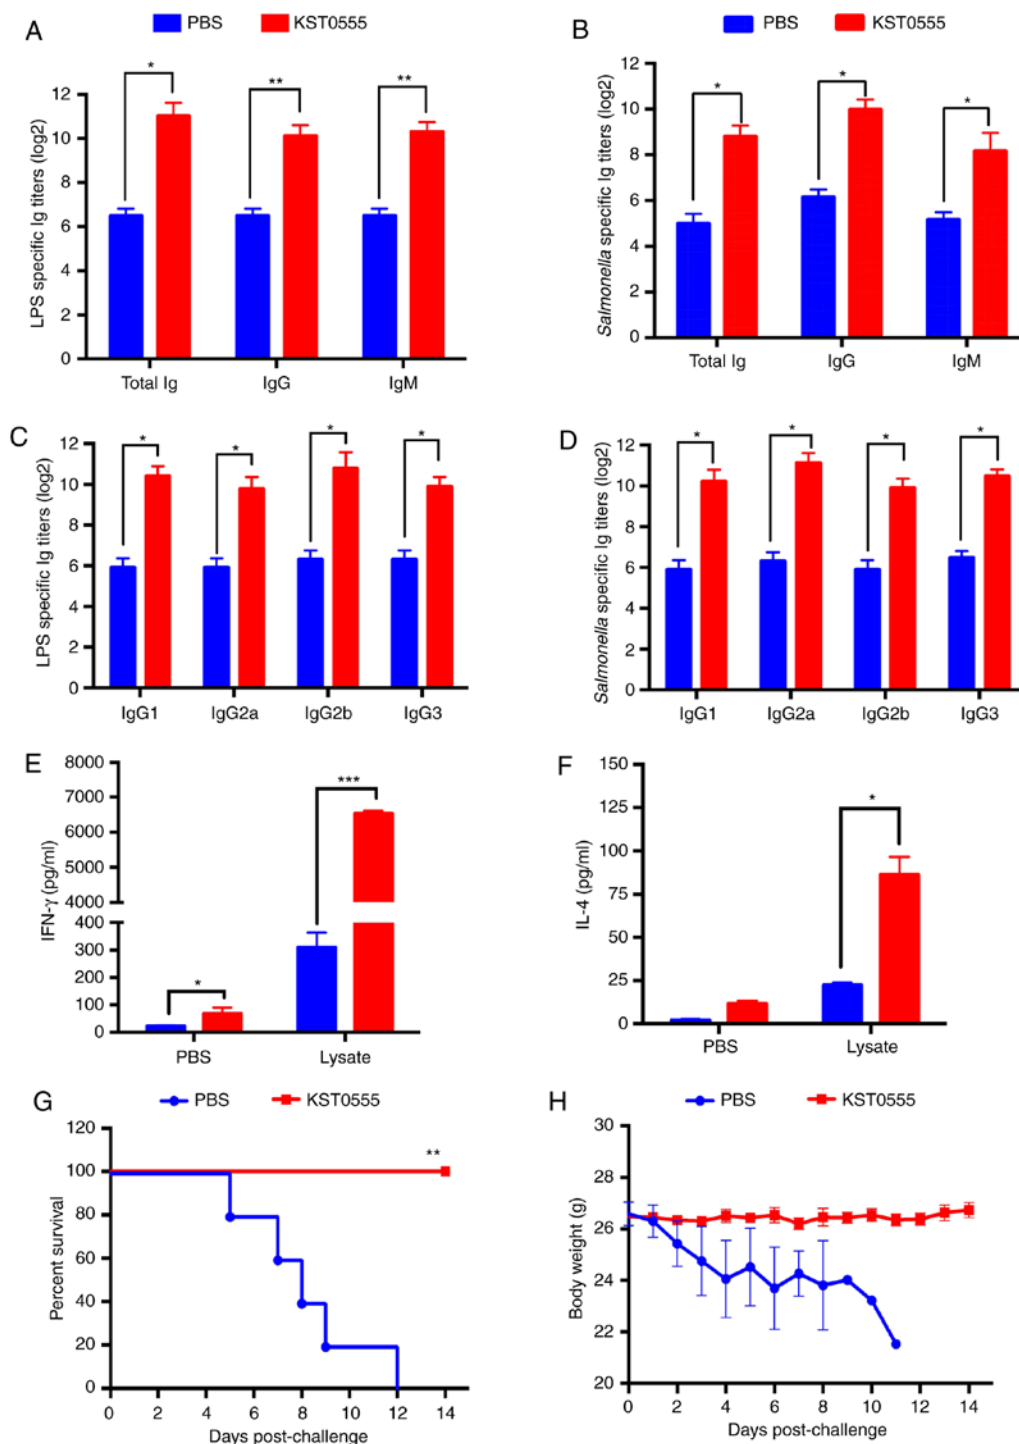 A
PBS
KST0555
LPS specific Ig titers (log2)
12
10
8
6
4
2
0
*
**
**
Total Ig
IgG
IgM
B
PBS
KST0555
Salmonella specific Ig titers (log2)
12
10
8
6
4
2
0
*
*
*
Total Ig
IgG
IgM
C
LPS specific Ig titers (log2)
12
10
8
6
4
2
0
*
*
*
*
IgG1
IgG2a
IgG2b
IgG3
D
Salmonella specific Ig titers (log2)
12
10
8
6
4
2
0
*
*
*
*
IgG1
IgG2a
IgG2b
IgG3
E
IFN-γ (pg/ml)
8000
7000
6000
5000
4000
400
300
200
100
0
*
***
PBS
Lysate
F
IL-4 (pg/ml)
150
125
100
75
50
25
0
*
PBS
Lysate
G
PBS
KST0555
Percent survival
120
100
80
60
40
20
0
**
0 2 4 6 8 10 12 14
Days post-challenge
H
PBS
KST0555
Body weight (g)
30
28
26
24
22
20
0 2 4 6 8 10 12 14
Days post-challenge